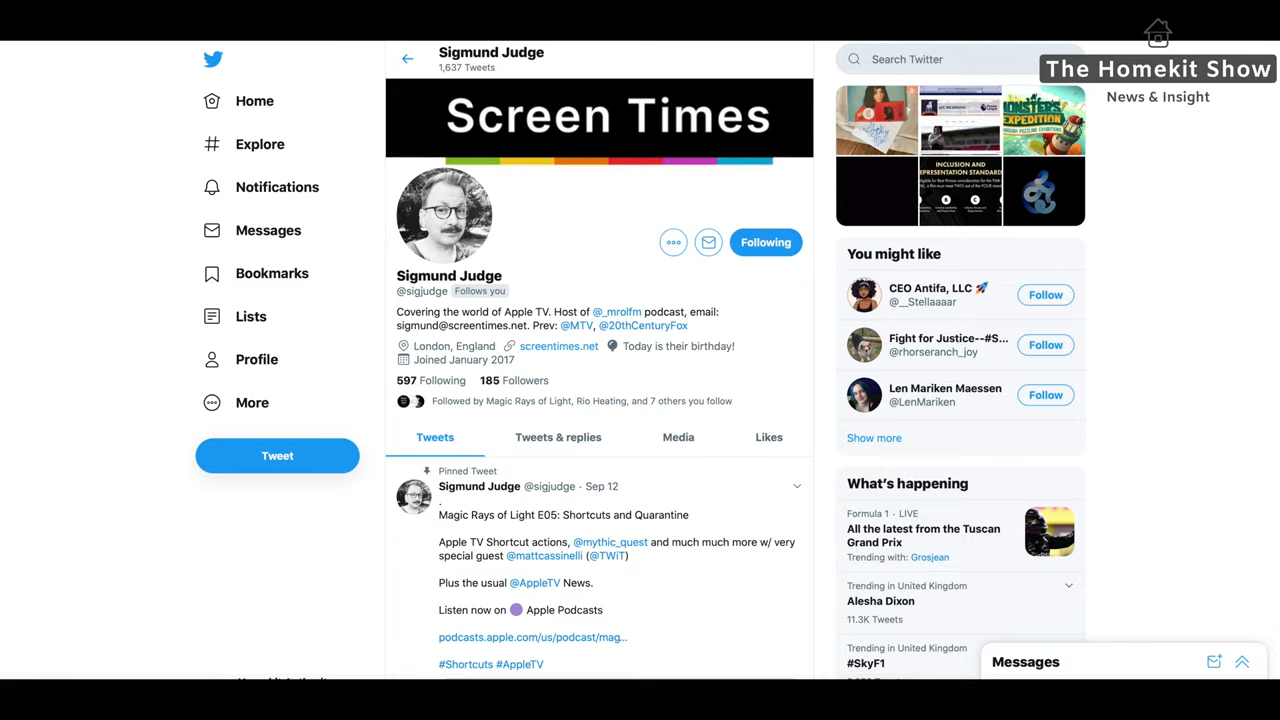 The Homekit Show
News & Insight
Home
Explore
Notifications
Messages
Bookmarks
Lists
Profile
More
Tweet
Sigmund Judge
1,637 Tweets
Screen Times
Following
Sigmund Judge
@sigjudge Follows you
Covering the world of Apple TV. Host of @_mrolfm podcast, email:
sigmund@screentimes.net. Prev: @MTV, @20thCenturyFox
London, England screentimes.net Today is their birthday!
Joined January 2017
597 Following 185 Followers
Followed by Magic Rays of Light, Rio Heating, and 7 others you follow
Tweets Tweets & replies Media Likes
Pinned Tweet
Sigmund Judge @sigjudge · Sep 12
.
Magic Rays of Light E05: Shortcuts and Quarantine
Apple TV Shortcut actions, @mythic_quest and much much more w/ very
special guest @mattcassinelli (@TWiT)
Plus the usual @AppleTV News.
Listen now on 🟣 Apple Podcasts
podcasts.apple.com/us/podcast/mag...
#Shortcuts #AppleTV
Search Twitter
MONSTER'S
EXPEDITION
INCLUSION AND
REPRESENTATION STANDARD
You might like
CEO Antifa, LLC 🚀
@__Stellaaaar
Follow
Fight for Justice--#S...
@rhorseranch_joy
Follow
Len Mariken Maessen
@LenMariken
Follow
Show more
What's happening
Formula 1 · LIVE
All the latest from the Tuscan
Grand Prix
Trending with: Grosjean
Trending in United Kingdom
Alesha Dixon
11.3K Tweets
Trending in United Kingdom
#SkyF1
Messages